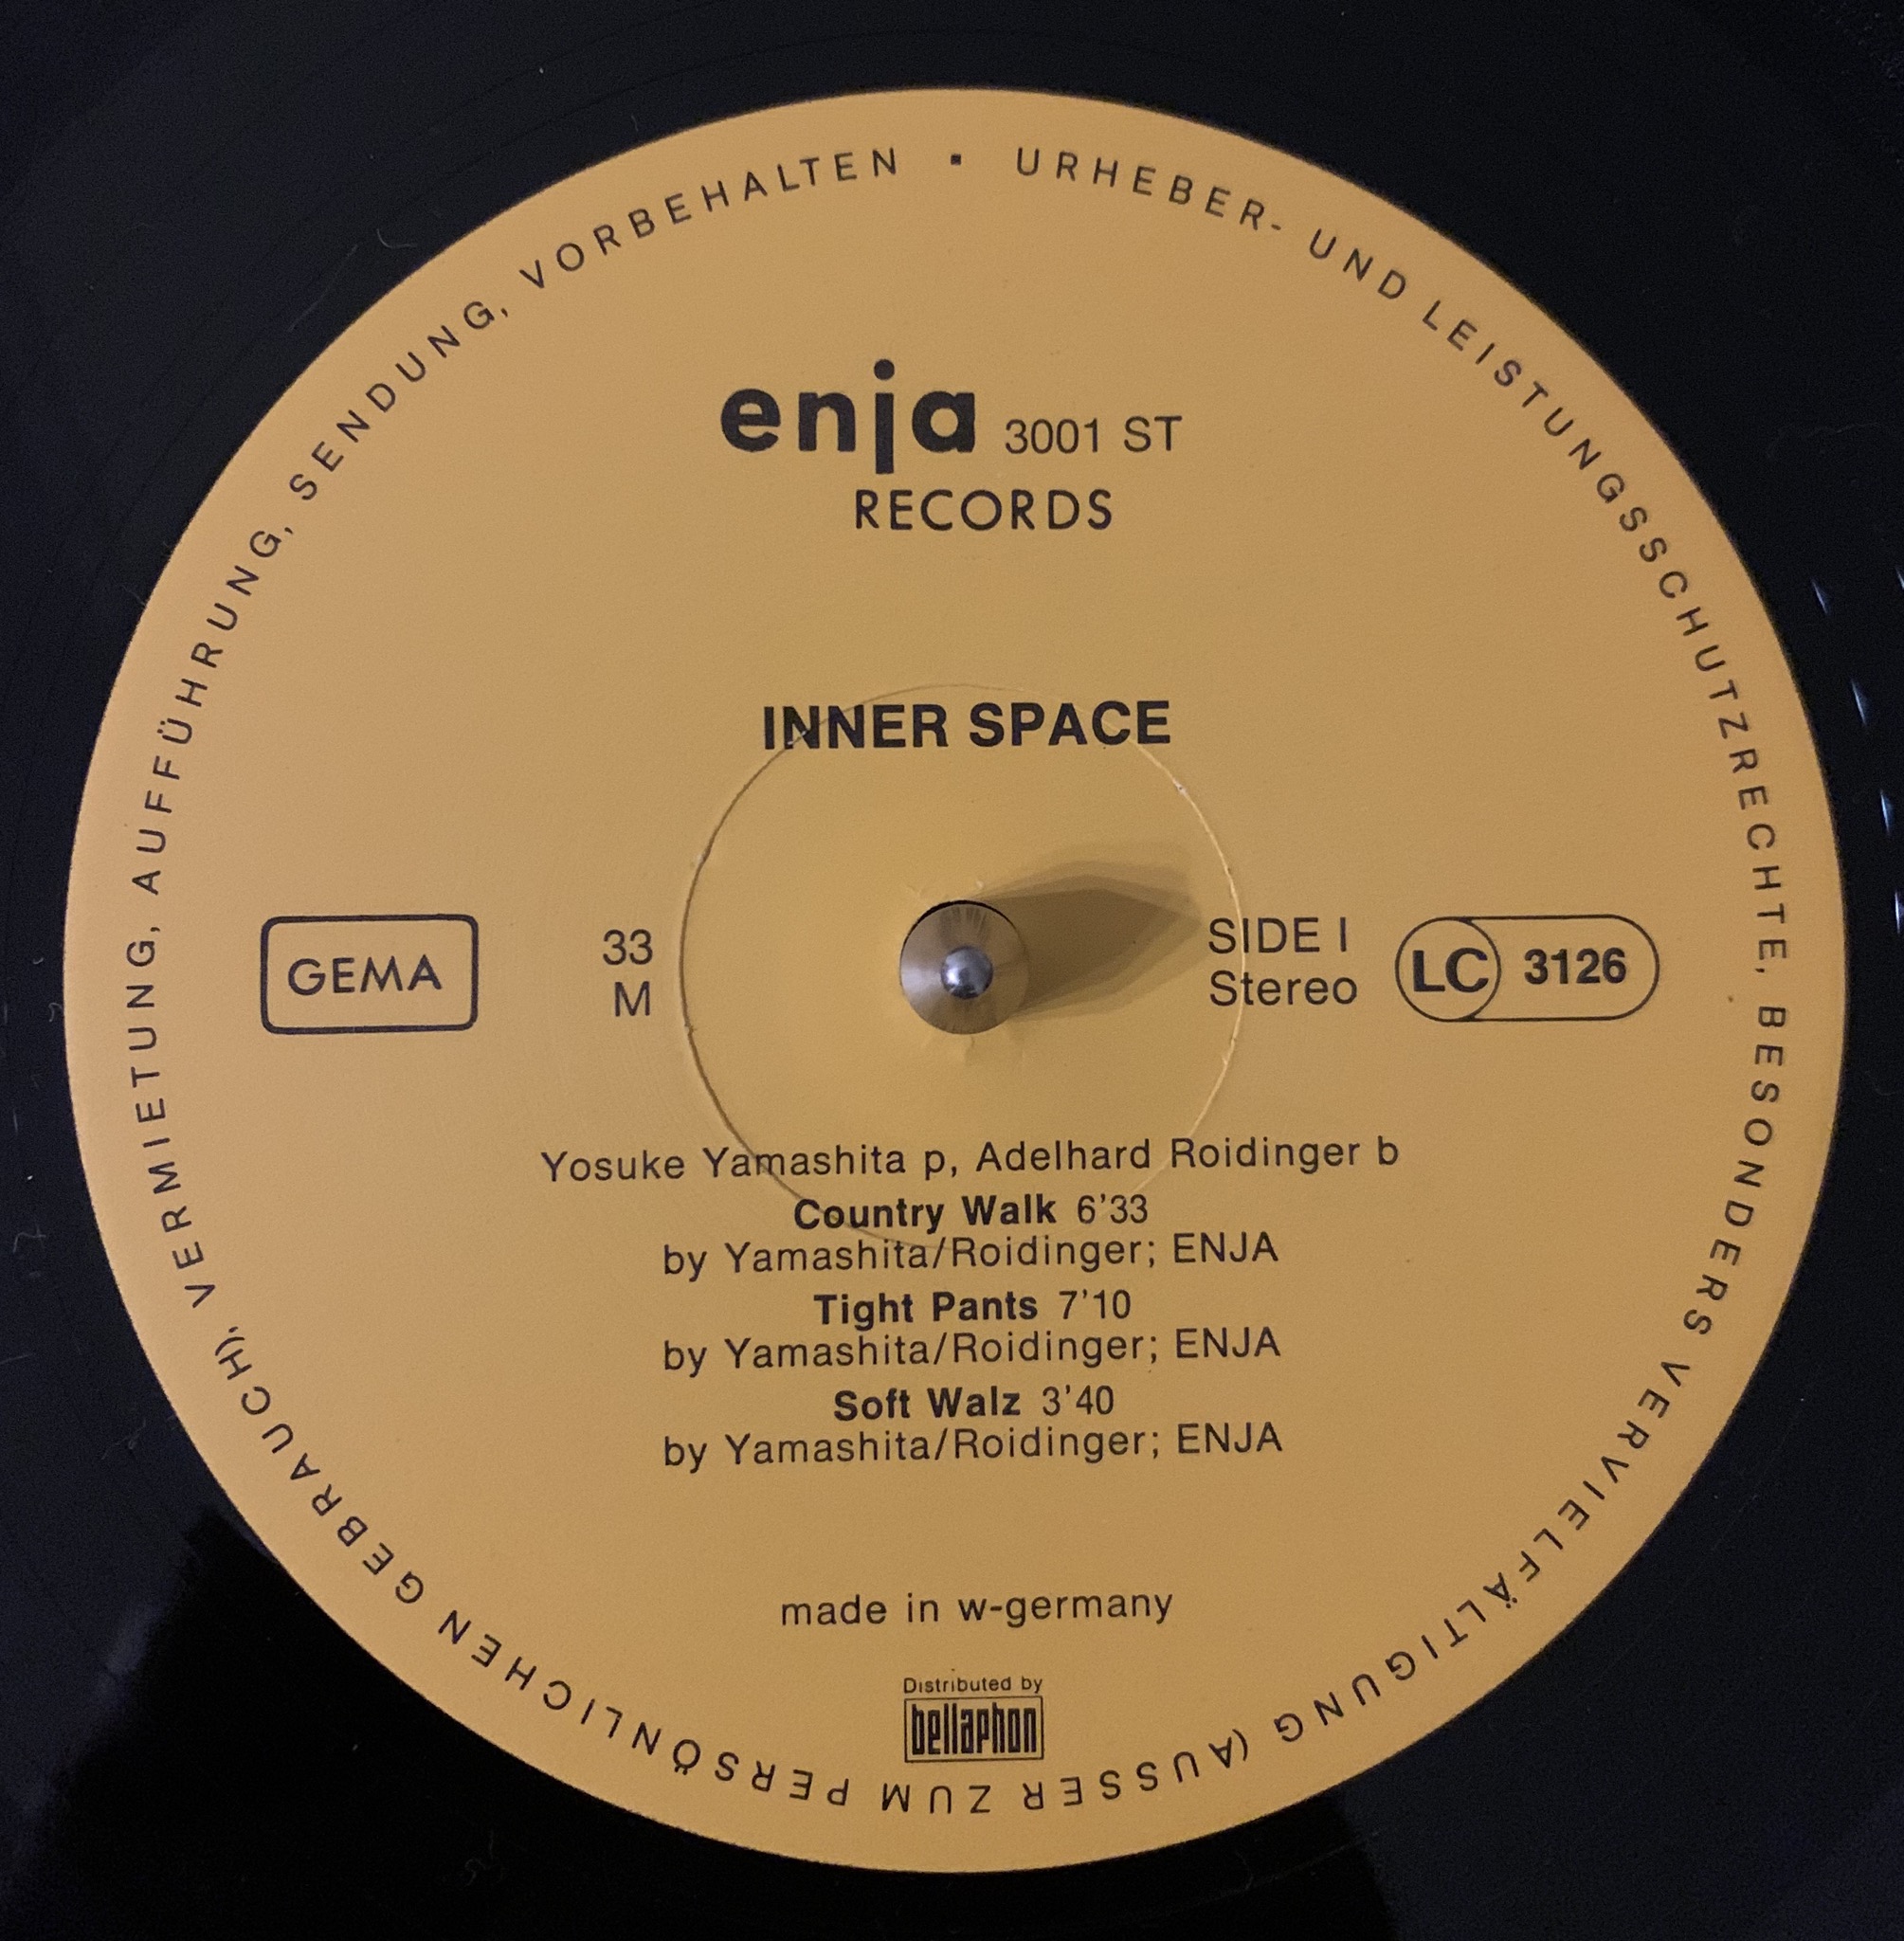 URHEBER- UND LEISTUNGSSCHUTZRECHTE, BESONDERS VERVIELFÄLTIGUNG (AUSSER ZUM PERSÖNLICHEN GEBRAUCH), VERMIETUNG, AUFFÜHRUNG, SENDUNG, VORBEHALTEN ▪
enja 3001 ST
RECORDS
INNER SPACE
GEMA
33
M
SIDE I
Stereo
LC 3126
Yosuke Yamashita p, Adelhard Roidinger b
Country Walk 6'33
by Yamashita/Roidinger; ENJA
Tight Pants 7'10
by Yamashita/Roidinger; ENJA
Soft Walz 3'40
by Yamashita/Roidinger; ENJA
made in w-germany
Distributed by
bellaphon